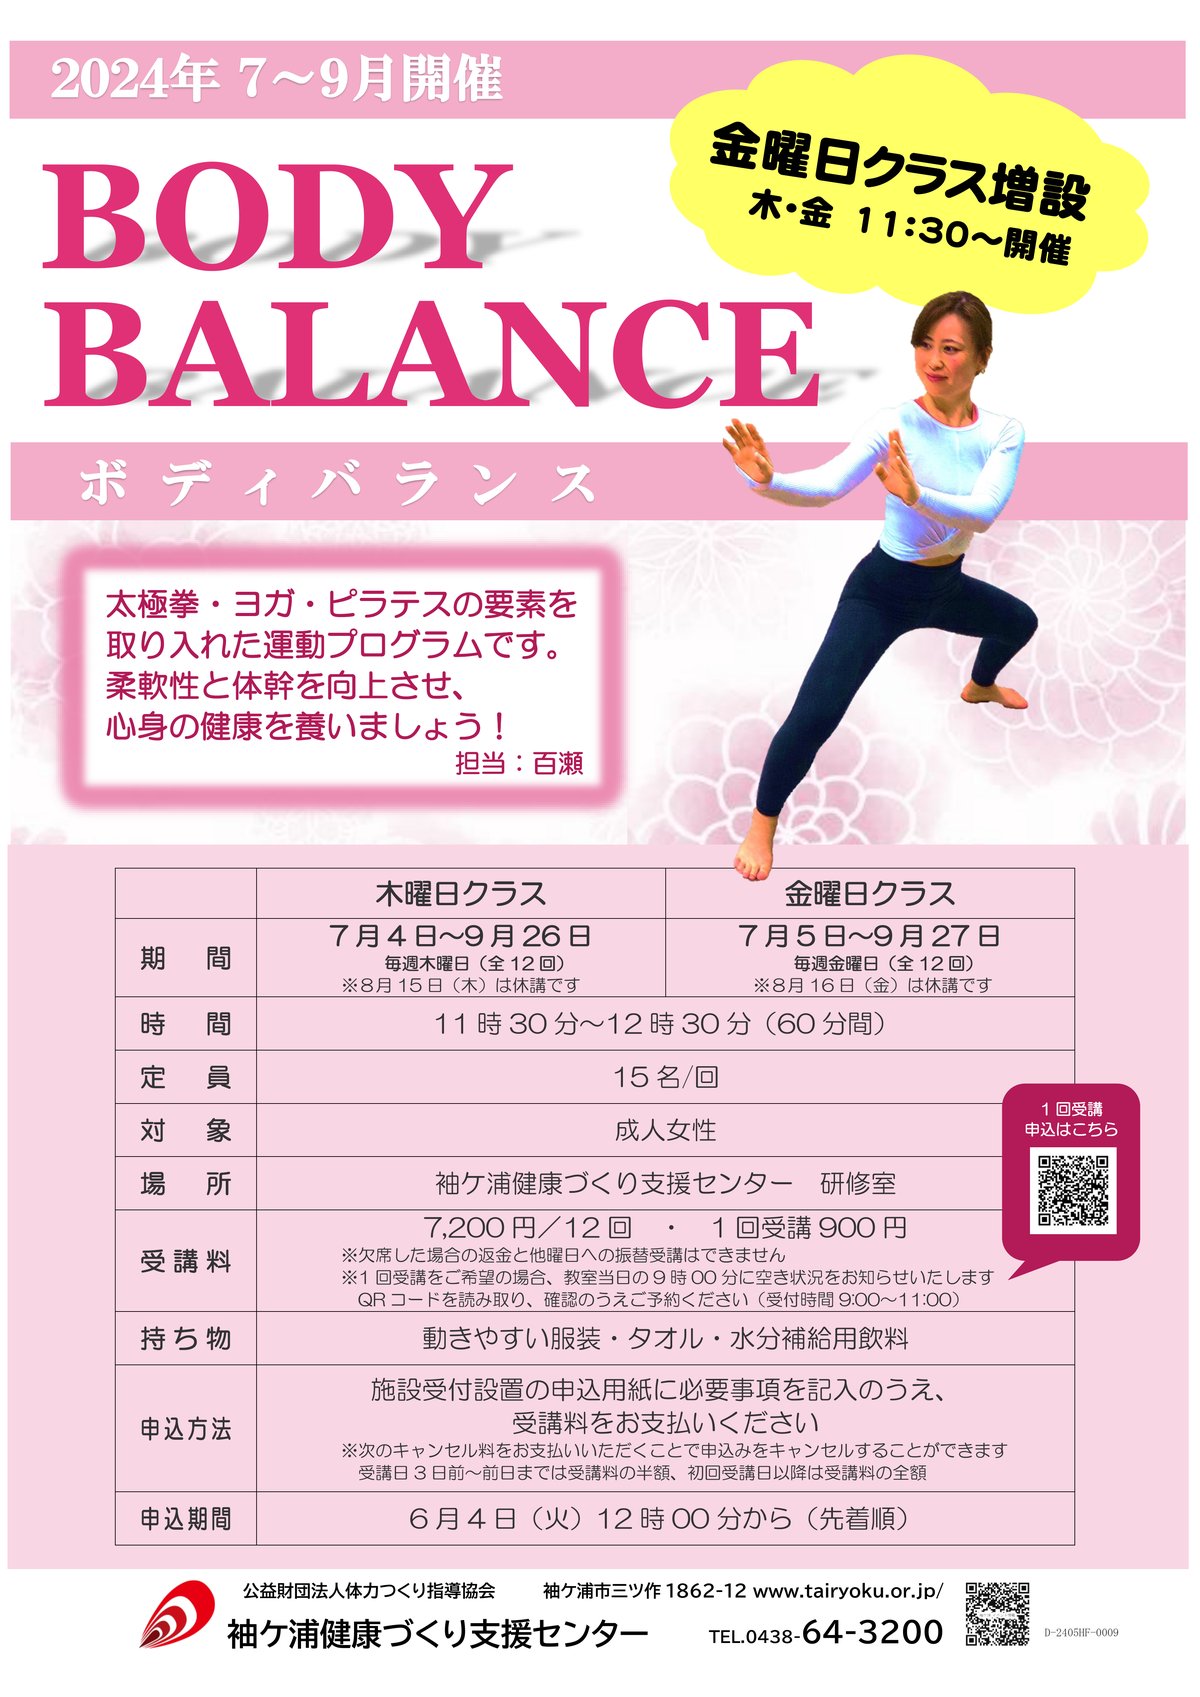 2024年 7～9月開催
金曜日クラス増設
木・金 11:30～開催
BODY
BALANCE
ボディバランス
太極拳・ヨガ・ピラテスの要素を
取り入れた運動プログラムです。
柔軟性と体幹を向上させ、
心身の健康を養いましょう！
担当：百瀬
木曜日クラス 金曜日クラス
期間 7月4日～9月26日 7月5日～9月27日
毎週木曜日（全12回） 毎週金曜日（全12回）
※8月15日（木）は休講です ※8月16日（金）は休講です
時間 11時30分～12時30分（60分間）
定員 15名/回
対象 成人女性
場所 袖ケ浦健康づくり支援センター 研修室
1回受講
申込はこちら
受講料 7,200円／12回 ・ 1回受講900円
※欠席した場合の返金と他曜日への振替受講はできません
※1回受講をご希望の場合、教室当日の9時00分に空き状況をお知らせいたします
QRコードを読み取り、確認のうえご予約ください（受付時間9:00～11:00）
持ち物 動きやすい服装・タオル・水分補給用飲料
申込方法 施設受付設置の申込用紙に必要事項を記入のうえ、
受講料をお支払いください
※次のキャンセル料をお支払いいただくことで申込みをキャンセルすることができます
受講日3日前～前日までは受講料の半額、初回受講日以降は受講料の全額
申込期間 6月4日（火）12時00分から（先着順）
公益財団法人体力つくり指導協会 袖ケ浦市三ツ作1862-12 www.tairyoku.or.jp/
袖ケ浦健康づくり支援センター TEL.0438-64-3200
D-2405HF-0009